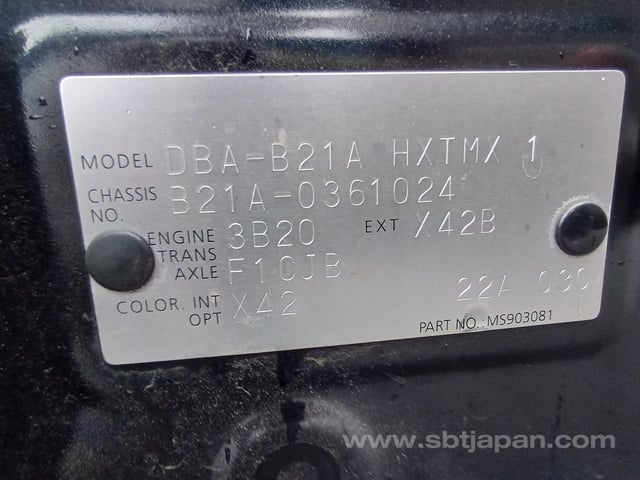 MODEL DBA-B21A HXTMX 1
CHASSIS NO. B21A-0361024
ENGINE 3B20 EXT X42B
TRANS AXLE F1CJB
COLOR. INT X42 22A 030
OPT PART NO.:MS903081
www.sbtjapan.com